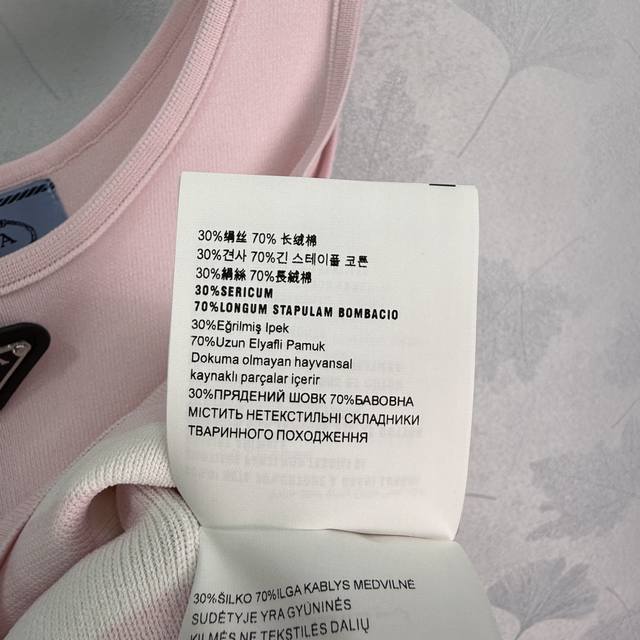 30%绢丝 70% 长绒棉
30%견사 70%긴 스테이플 코튼
30%絹絲 70%長絨棉
30%SERICUM
70%LONGUM STAPULAM BOMBACIO
30%Eğrilmiş Ipek
70%Uzun Elyafli Pamuk
Dokuma olmayan hayvansal
kaynaklı parçalar içerir
30%ПРЯДЕНИЙ ШОВК 70%БАВОВНА
МІСТИТЬ НЕТЕКСТИЛЬНІ СКЛАДНИКИ
ТВАРИННОГО ПОХОДЖЕННЯ
30%ŠILKO 70%ILGA KABLYS MEDVILNĖ
SUDĖTYJE YRA GYŪNINĖS
KILMĖS NE TEKSTILĖS DALIŲ